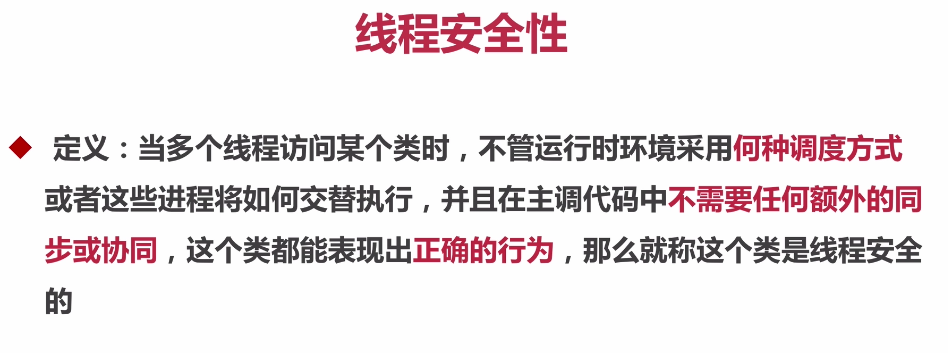 线程安全性
定义：当多个线程访问某个类时，不管运行时环境采用何种调度方式
或者这些进程将如何交替执行，并且在主调代码中不需要任何额外的同
步或协同，这个类都能表现出正确的行为，那么就称这个类是线程安全
的